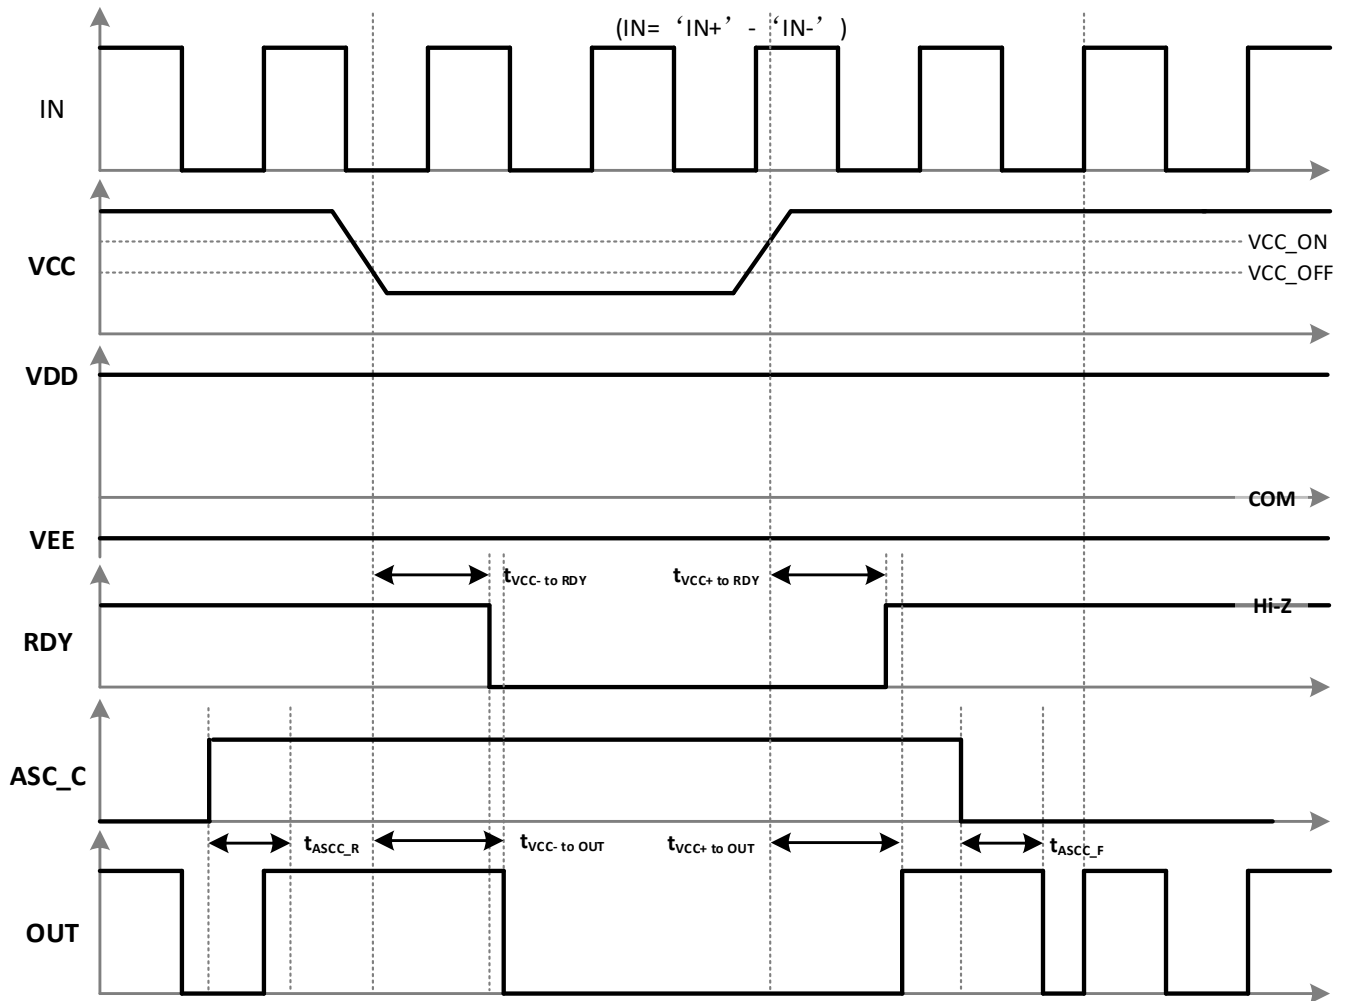 (IN= ‘IN+’ - ‘IN-’ )
IN
VCC_ON
VCC
VCC_OFF
VDD
COM
VEE
tVCC- to RDY
tVCC+ to RDY
Hi-Z
RDY
ASC_C
tASCC_R
tVCC- to OUT
tVCC+ to OUT
tASCC_F
OUT